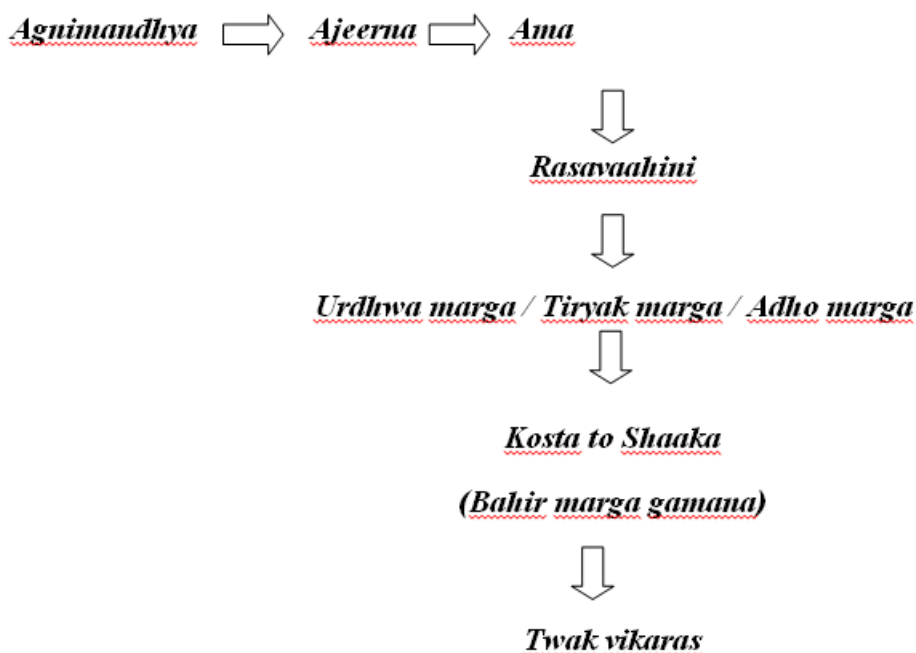 Agnimandhya Ajeerna Ama
Rasavaahini
Urdhwa marga / Tiryak marga / Adho marga
Kosta to Shaaka
(Bahir marga gamana)
Twak vikaras